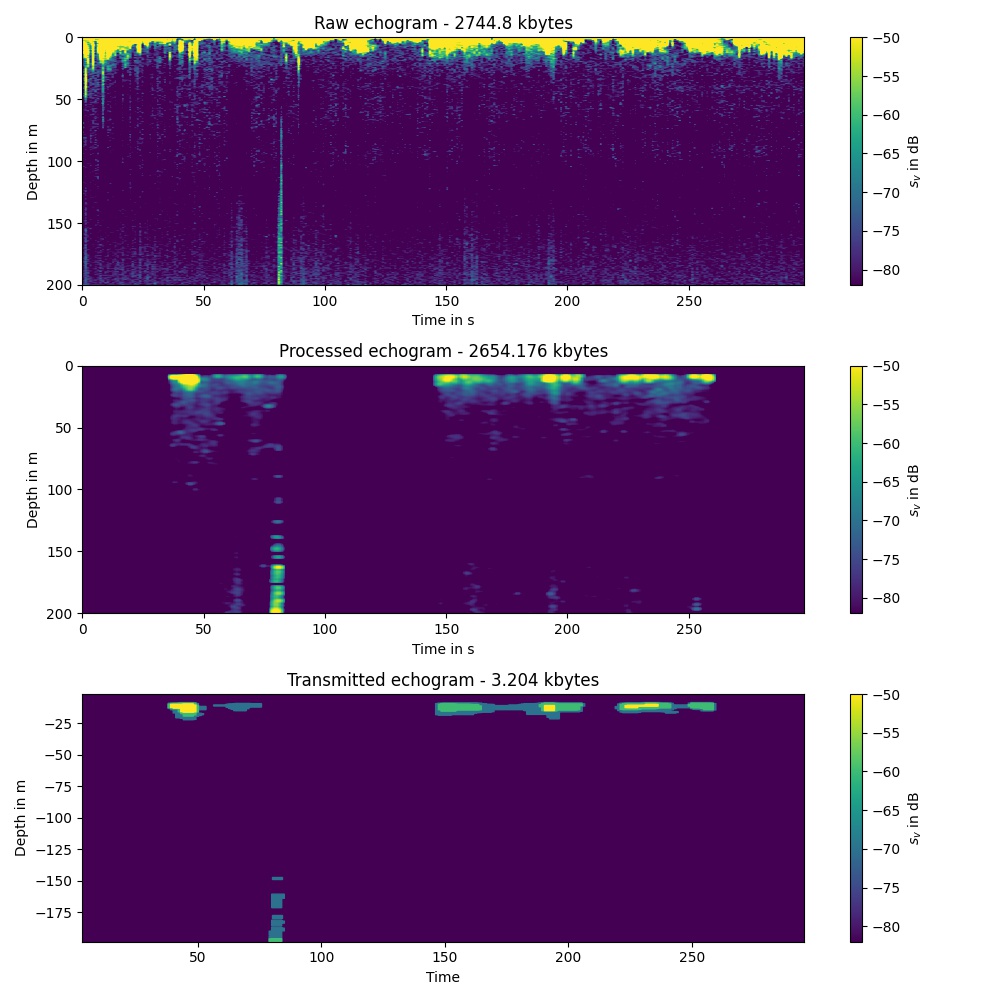 Raw echogram - 2744.8 kbytes
0
50
100
150
200
Depth in m
0 50 100 150 200 250
Time in s
−50
−55
−60
−65
−70
−75
−80
s_v in dB
Processed echogram - 2654.176 kbytes
0
50
100
150
200
Depth in m
0 50 100 150 200 250
Time in s
−50
−55
−60
−65
−70
−75
−80
s_v in dB
Transmitted echogram - 3.204 kbytes
−25
−50
−75
−100
−125
−150
−175
Depth in m
50 100 150 200 250
Time
−50
−55
−60
−65
−70
−75
−80
s_v in dB